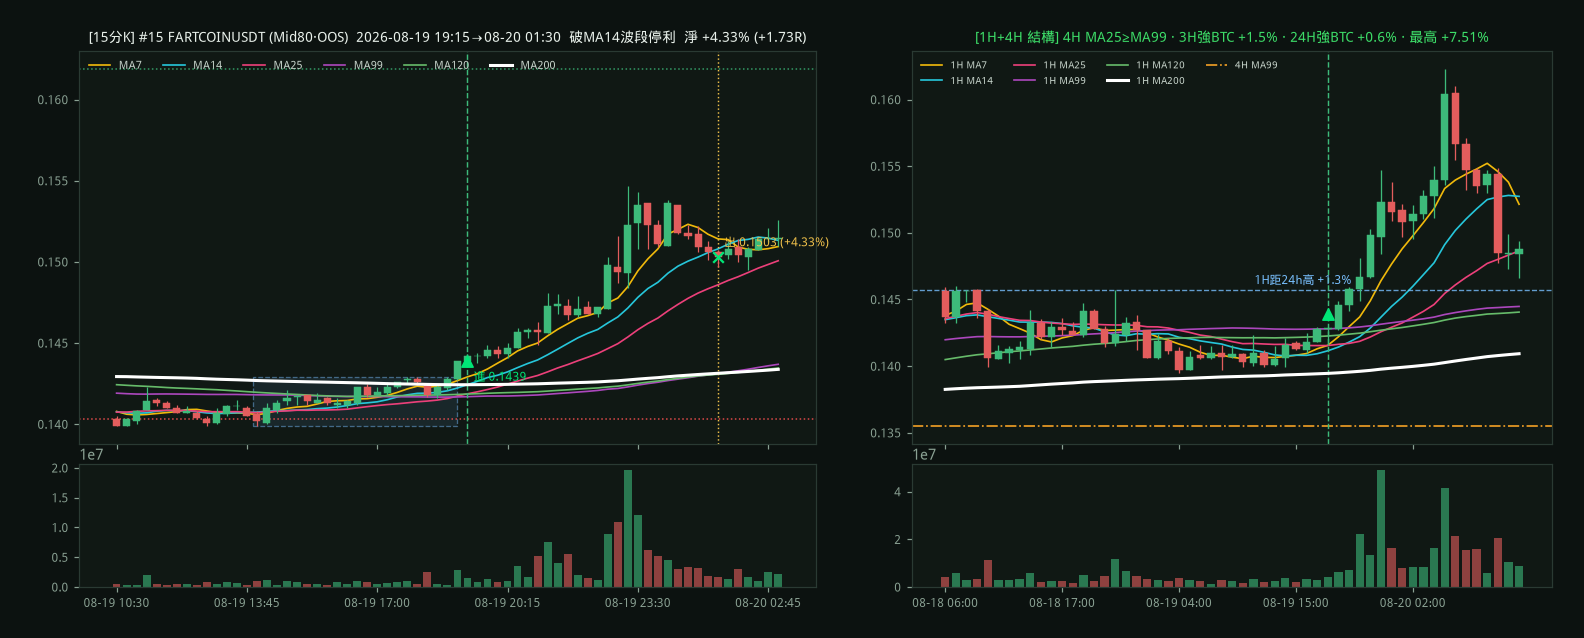 [15分K] #15 FARTCOINUSDT (Mid80·OOS)  2026-08-19 19:15→08-20 01:30  破MA14波段停利  淨 +4.33% (+1.73R)
MA7
MA14
MA25
MA99
MA120
MA200
0.160
0.155
0.150
0.145
0.140
0.1503 (+4.33%)
0.1439
1e7
2.0
1.5
1.0
0.5
0.0
08-19 10:30
08-19 13:45
08-19 17:00
08-19 20:15
08-19 23:30
08-20 02:45
[1H+4H 結構] 4H MA25≥MA99 · 3H強BTC +1.5% · 24H強BTC +0.6% · 最高 +7.51%
1H MA7
1H MA25
1H MA120
4H MA99
1H MA14
1H MA99
1H MA200
0.160
0.155
0.150
0.145
0.140
0.135
1H距24h高 +1.3%
1e7
4
2
0
08-18 06:00
08-18 17:00
08-19 04:00
08-19 15:00
08-20 02:00